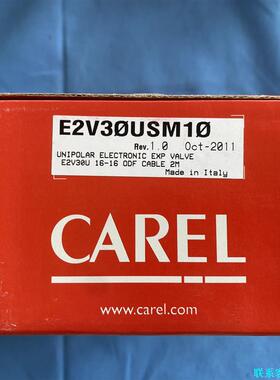 E2V30USM10
Rev.1.0 Oct-2011
UNIPOLAR ELECTRONIC EXP VALVE
E2V30U 16-16 ODF CABLE 2M
Made in Italy
CAREL
www.carel.com
联系客